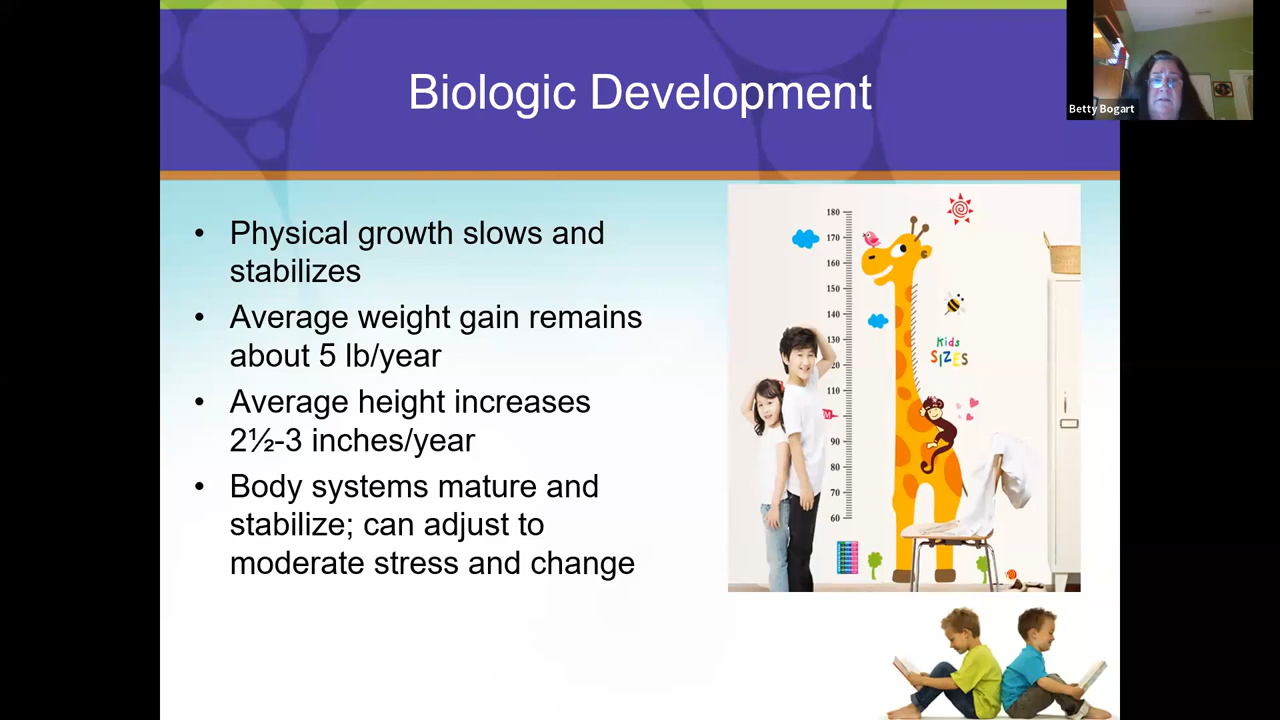 Biologic Development
Betty Bogart
• Physical growth slows and
stabilizes
• Average weight gain remains
about 5 lb/year
• Average height increases
2½-3 inches/year
• Body systems mature and
stabilize; can adjust to
moderate stress and change
180
170
160
150
140
130
20
110
90
80
70
60
Kids
SIZES